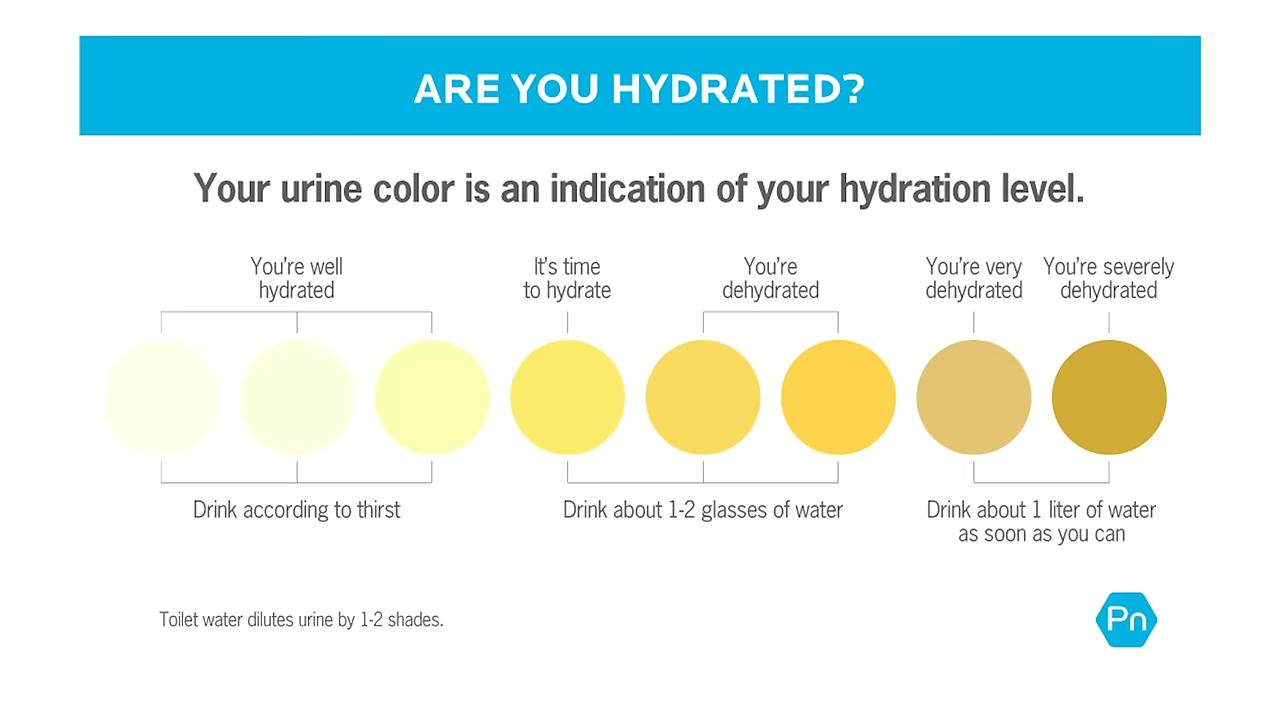 ARE YOU HYDRATED?
Your urine color is an indication of your hydration level.
You're well
hydrated
It's time
to hydrate
You're
dehydrated
You're very
dehydrated
You're severely
dehydrated
Drink according to thirst
Drink about 1-2 glasses of water
Drink about 1 liter of water
as soon as you can
Toilet water dilutes urine by 1-2 shades.
Pn